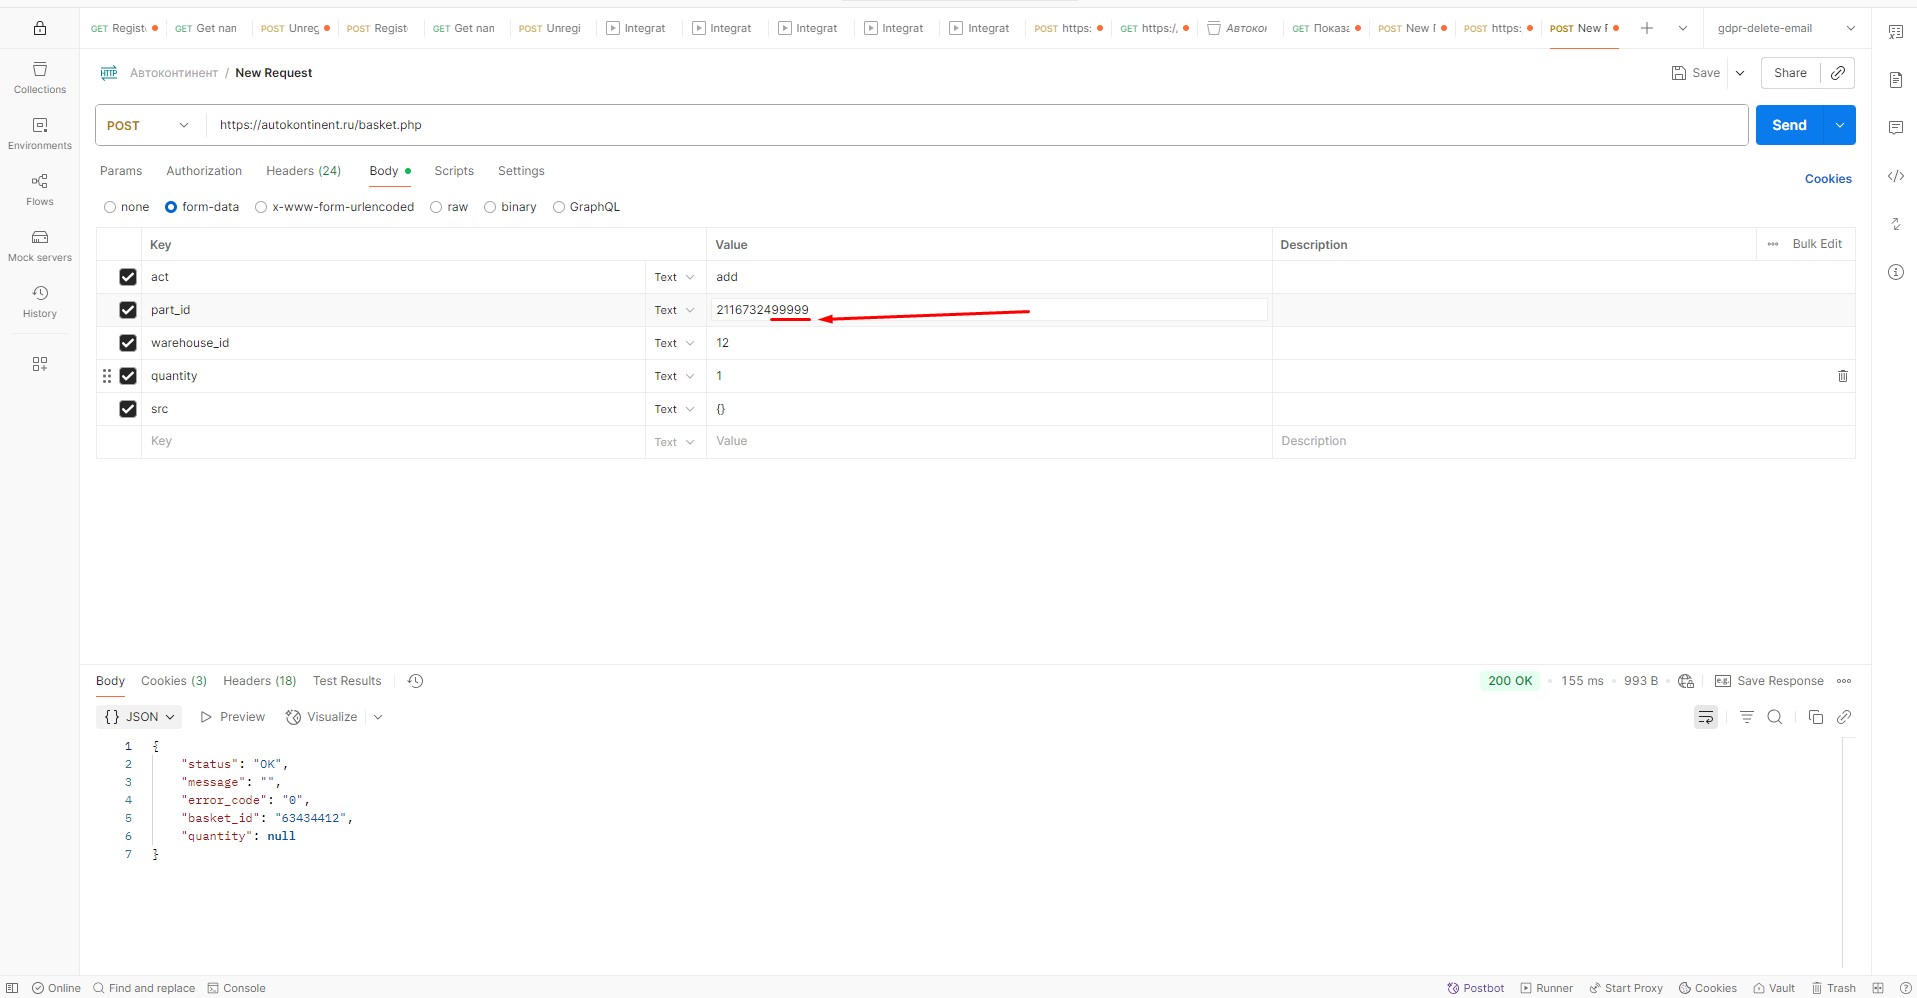 GET Regist GET Get nam POST Unreg POST Regist GET Get nam POST Unregi Integrat Integrat Integrat Integrat Integrat POST https: GET https:/, Автокон GET Показа POST New POST https: POST New gdpr-delete-email
HTTP Автоконтинент / New Request Save Share
Collections
POST https://autokontinent.ru/basket.php Send
Environments
Params Authorization Headers (24) Body Scripts Settings Cookies
Flows
none form-data x-www-form-urlencoded raw binary GraphQL
Key Value Description Bulk Edit
Mock servers
act Text add
part_id Text 2116732499999
History
warehouse_id Text 12
quantity Text 1
src Text {}
Key Text Value Description
Body Cookies (3) Headers (18) Test Results 200 OK 155 ms 993 B e.g. Save Response
{} JSON Preview Visualize
1 {
2 "status": "OK",
3 "message": "",
4 "error_code": "0",
5 "basket_id": "63434412",
6 "quantity": null
7 }
Online Find and replace Console Postbot Runner Start Proxy Cookies Vault Trash